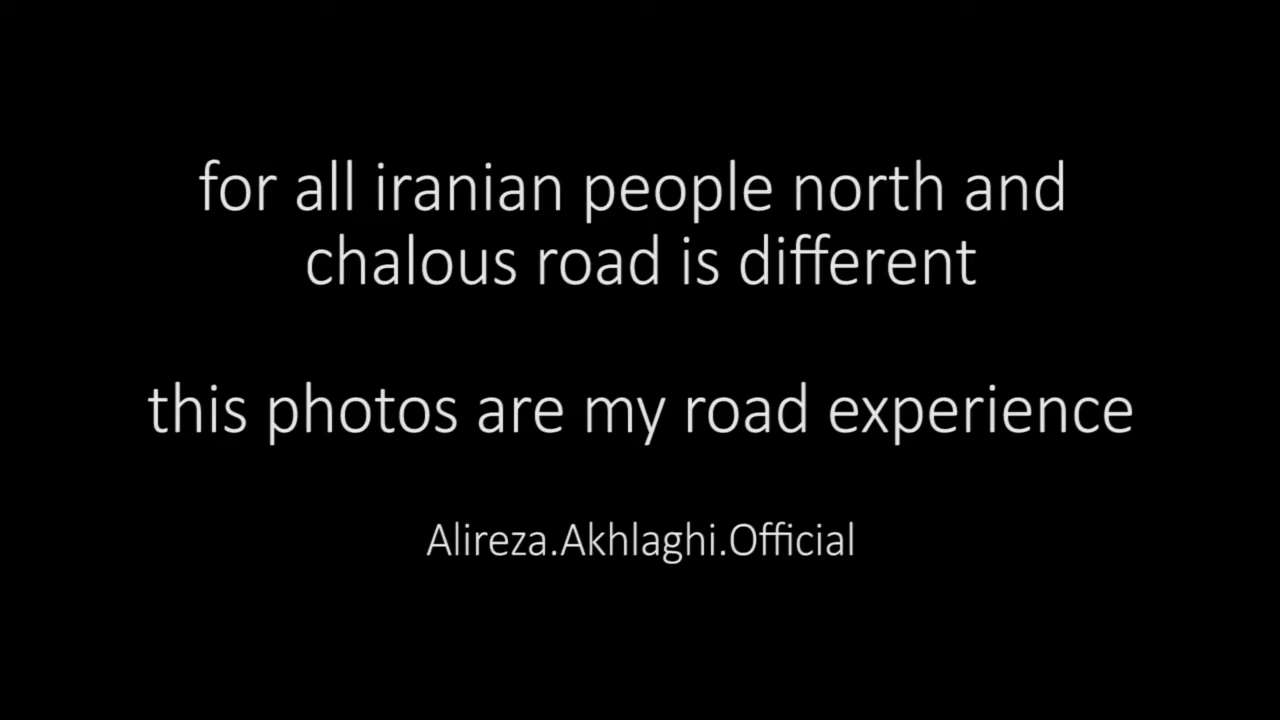 for all iranian people north and
chalous road is different
this photos are my road experience
Alireza.Akhlaghi.Official